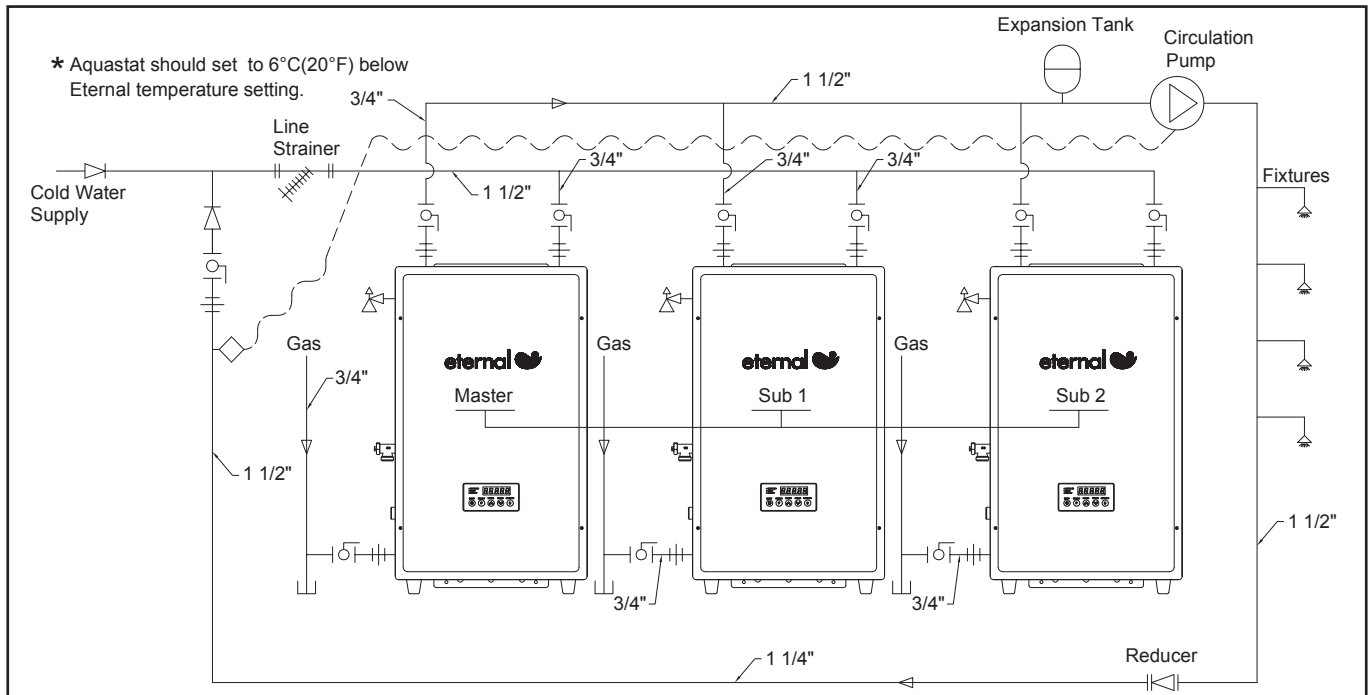 Expansion Tank
Circulation
Pump
* Aquastat should set to 6°C(20°F) below
Eternal temperature setting.
1 1/2"
3/4"
Line
Strainer
3/4"
3/4"
3/4"
Cold Water
Supply
1 1/2"
Fixtures
Gas
Gas
Gas
eternal
eternal
eternal
3/4"
Master
Sub 1
Sub 2
1 1/2"
1 1/2"
3/4"
3/4"
1 1/4"
Reducer